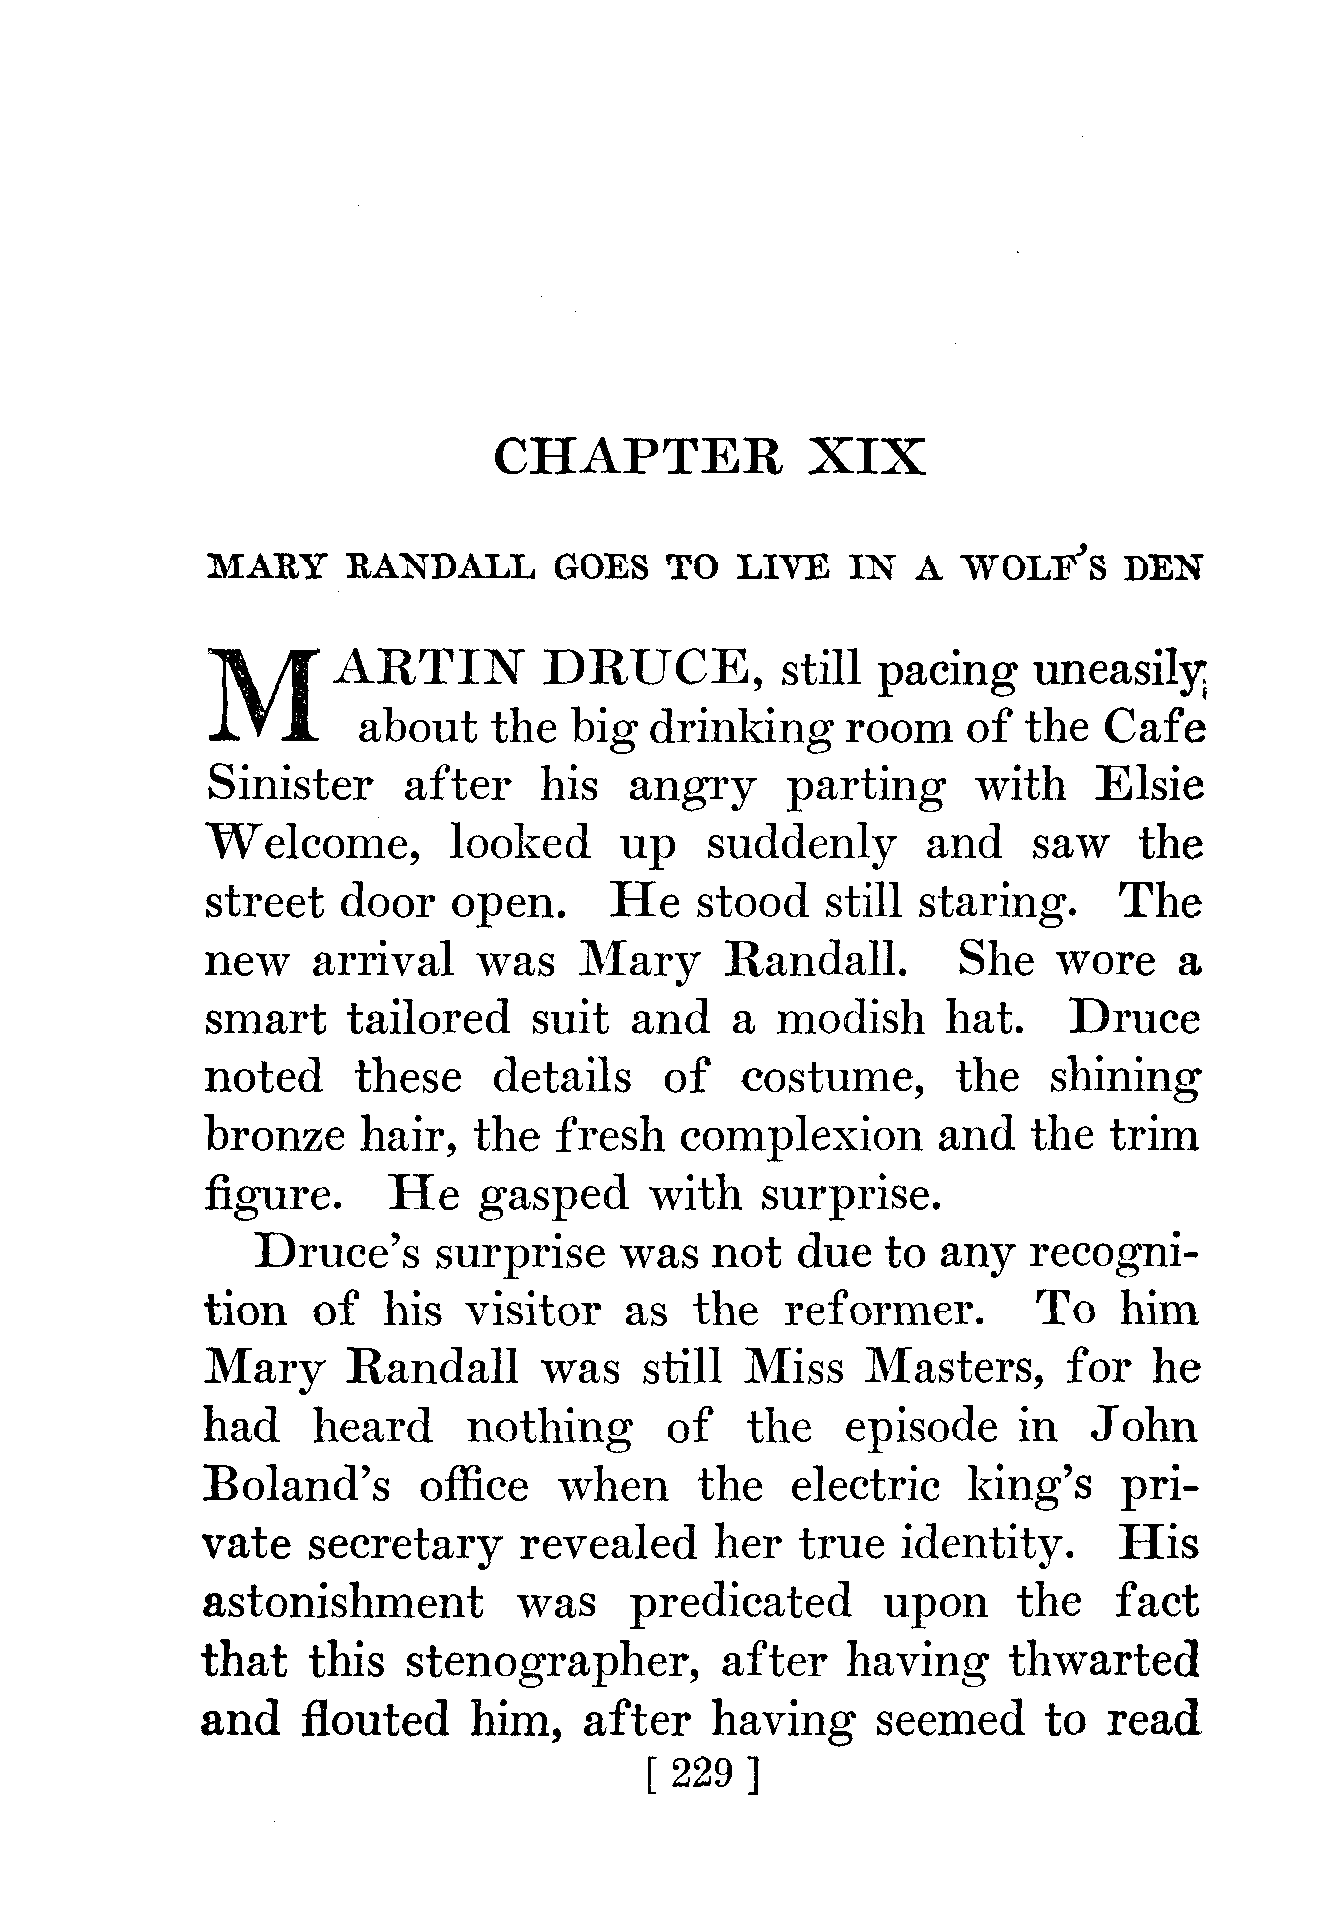 CHAPTER XIX
MARY RANDALL GOES TO LIVE IN A WOLF'S DEN
MARTIN DRUCE, still pacing uneasily
about the big drinking room of the Cafe
Sinister after his angry parting with Elsie
Welcome, looked up suddenly and saw the
street door open. He stood still staring. The
new arrival was Mary Randall. She wore a
smart tailored suit and a modish hat. Druce
noted these details of costume, the shining
bronze hair, the fresh complexion and the trim
figure. He gasped with surprise.
Druce's surprise was not due to any recogni-
tion of his visitor as the reformer. To him
Mary Randall was still Miss Masters, for he
had heard nothing of the episode in John
Boland's office when the electric king's pri-
vate secretary revealed her true identity. His
astonishment was predicated upon the fact
that this stenographer, after having thwarted
and flouted him, after having seemed to read
[ 229 ]